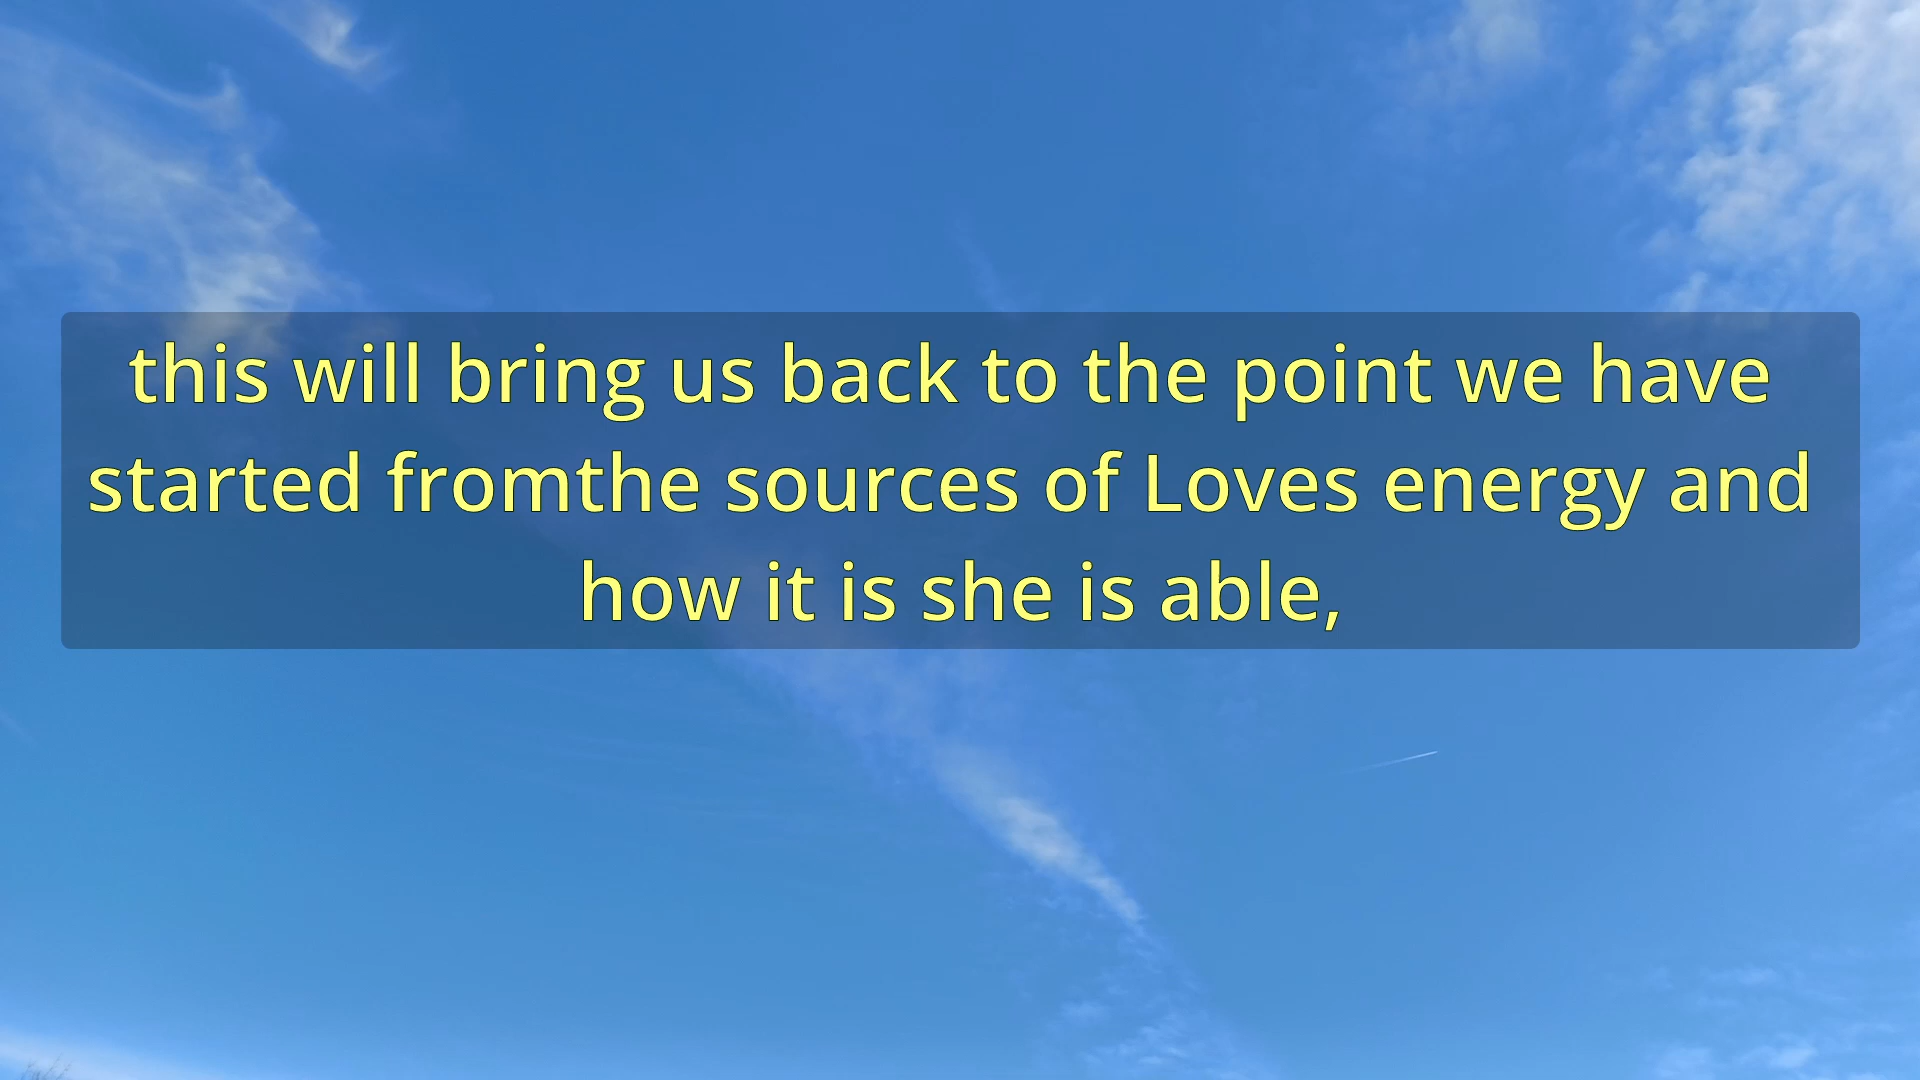 this will bring us back to the point we have
started fromthe sources of Loves energy and
how it is she is able,